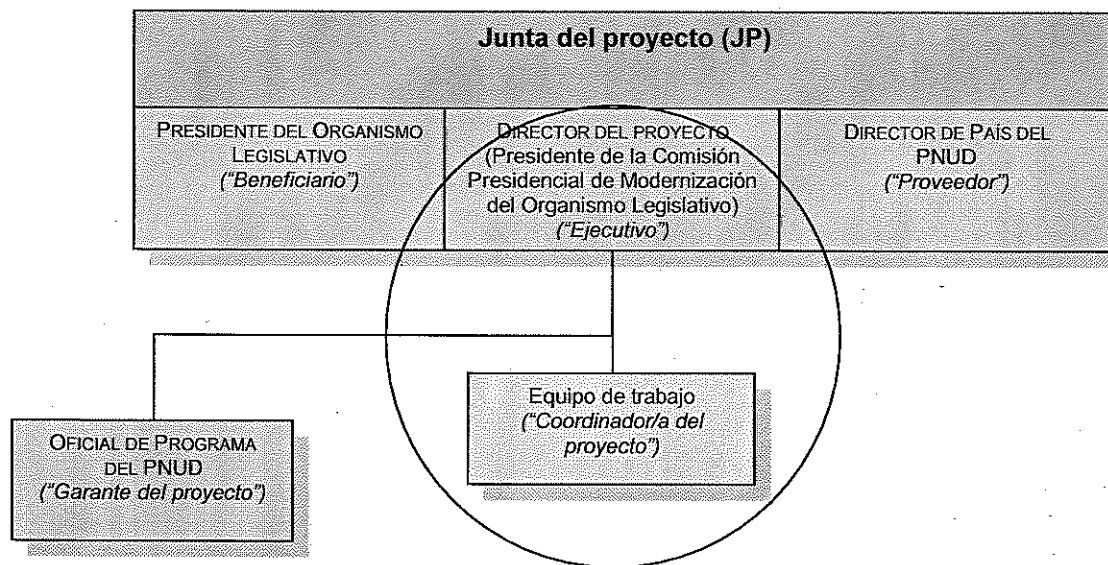 Junta del proyecto (JP)
PRESIDENTE DEL ORGANISMO
LEGISLATIVO
("Beneficiario")
DIRECTOR DEL PROYECTO
(Presidente de la Comisión
Presidencial de Modernización
del Organismo Legislativo)
("Ejecutivo")
DIRECTOR DE PAÍS DEL
PNUD
("Proveedor")
Equipo de trabajo
("Coordinador/a del
proyecto")
OFICIAL DE PROGRAMA
DEL PNUD
("Garante del proyecto")